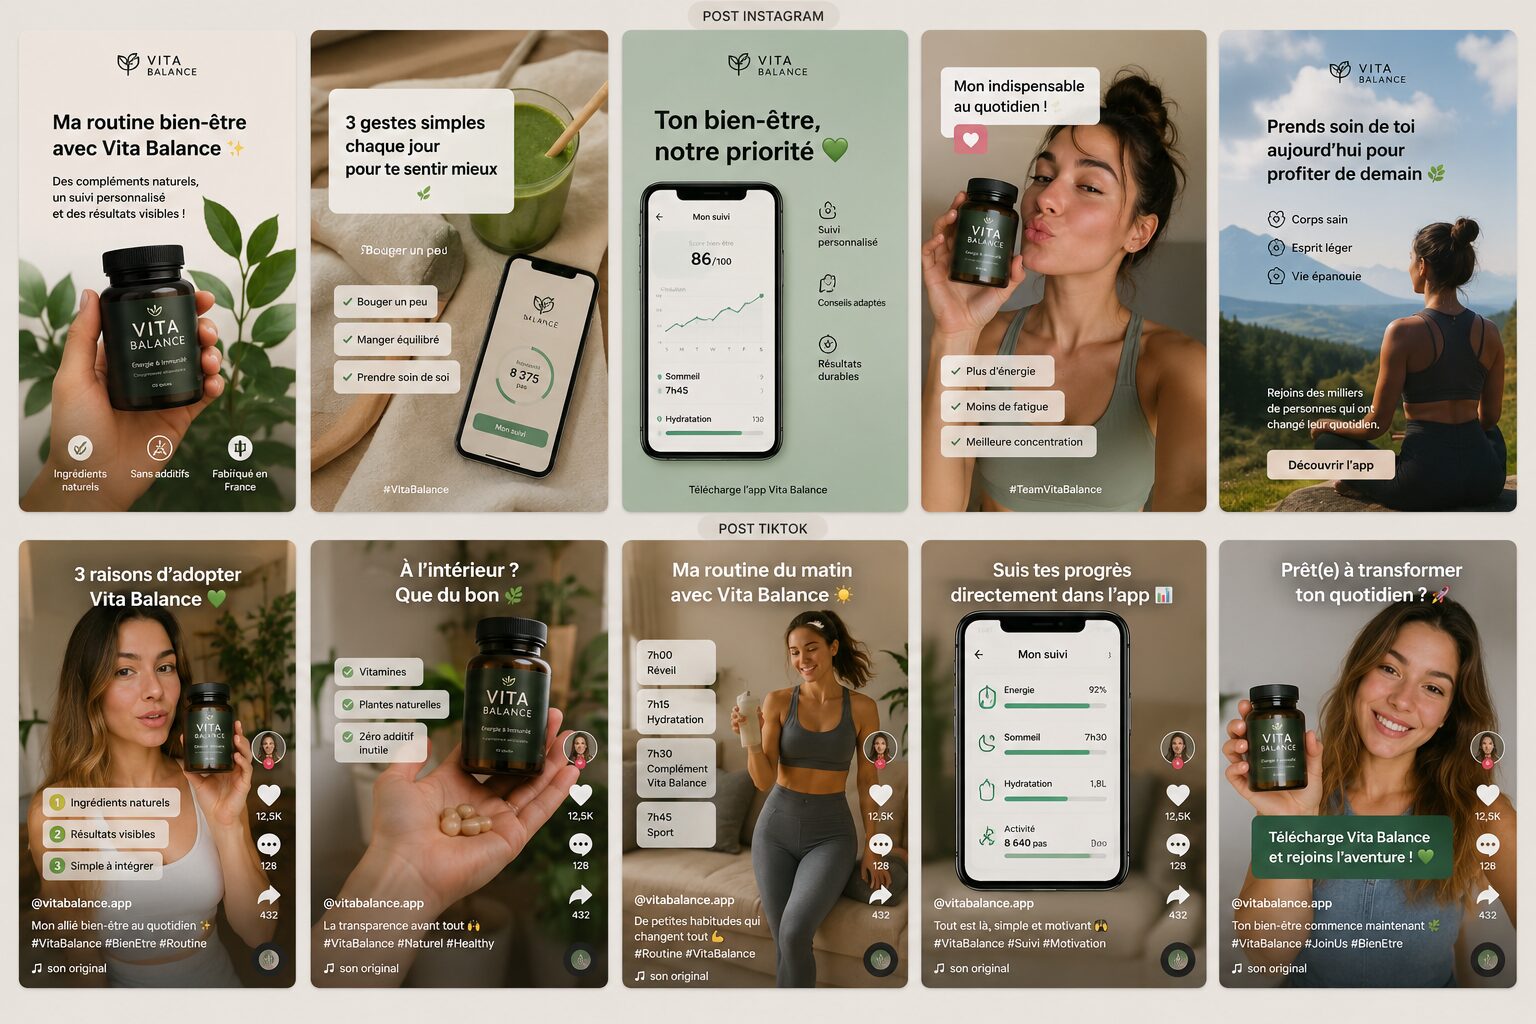 POST INSTAGRAM
VITA
BALANCE
Ma routine bien-être
avec Vita Balance ✨
Des compléments naturels,
un suivi personnalisé
et des résultats visibles !
VITA
BALANCE
Énergie & Immunité
Ingrédients
naturels
Sans additifs
Fabriqué en
France
3 gestes simples
chaque jour
pour te sentir mieux
🌿
Bouger un peu
Bouger un peu
Manger équilibré
Prendre soin de soi
BALANCE
8 375
pas
Mon suivi
#VitaBalance
VITA
BALANCE
Ton bien-être,
notre priorité 💚
Mon suivi
Score bien-être
86/100
Sommeil
7h45
Hydratation
Suivi
personnalisé
Conseils adaptés
Résultats
durables
Télécharge l'app Vita Balance
Mon indispensable
au quotidien !
VITA
BALANCE
Plus d'énergie
Moins de fatigue
Meilleure concentration
#TeamVitaBalance
VITA
BALANCE
Prends soin de toi
aujourd'hui pour
profiter de demain 🌿
Corps sain
Esprit léger
Vie épanouie
Rejoins des milliers
de personnes qui ont
changé leur quotidien.
Découvrir l'app
POST TIKTOK
3 raisons d'adopter
Vita Balance 💚
VITA
BALANCE
1 Ingrédients naturels
2 Résultats visibles
3 Simple à intégrer
12,5K
128
432
@vitabalance.app
Mon allié bien-être au quotidien ✨
#VitaBalance #BienEtre #Routine
son original
À l'intérieur ?
Que du bon 🌿
Vitamines
Plantes naturelles
Zéro additif
inutile
VITA
BALANCE
Énergie & Immunité
12,5K
128
432
@vitabalance.app
La transparence avant tout 🙌
#VitaBalance #Naturel #Healthy
son original
Ma routine du matin
avec Vita Balance ☀️
7h00
Réveil
7h15
Hydratation
7h30
Complément
Vita Balance
7h45
Sport
12,5K
128
432
@vitabalance.app
De petites habitudes qui
changent tout 💪
#Routine #VitaBalance
son original
Suis tes progrès
directement dans l'app 📊
Mon suivi
Energie 92%
Sommeil 7h30
Hydratation 1,8L
Activité
8 640 pas
12,5K
128
432
@vitabalance.app
Tout est là, simple et motivant 🙌
#VitaBalance #Suivi #Motivation
son original
Prêt(e) à transformer
ton quotidien ? 🚀
VITA
BALANCE
Télécharge Vita Balance
et rejoins l'aventure ! 💚
12,5K
128
432
@vitabalance.app
Ton bien-être commence maintenant 🌿
#VitaBalance #JoinUs #BienEtre
son original